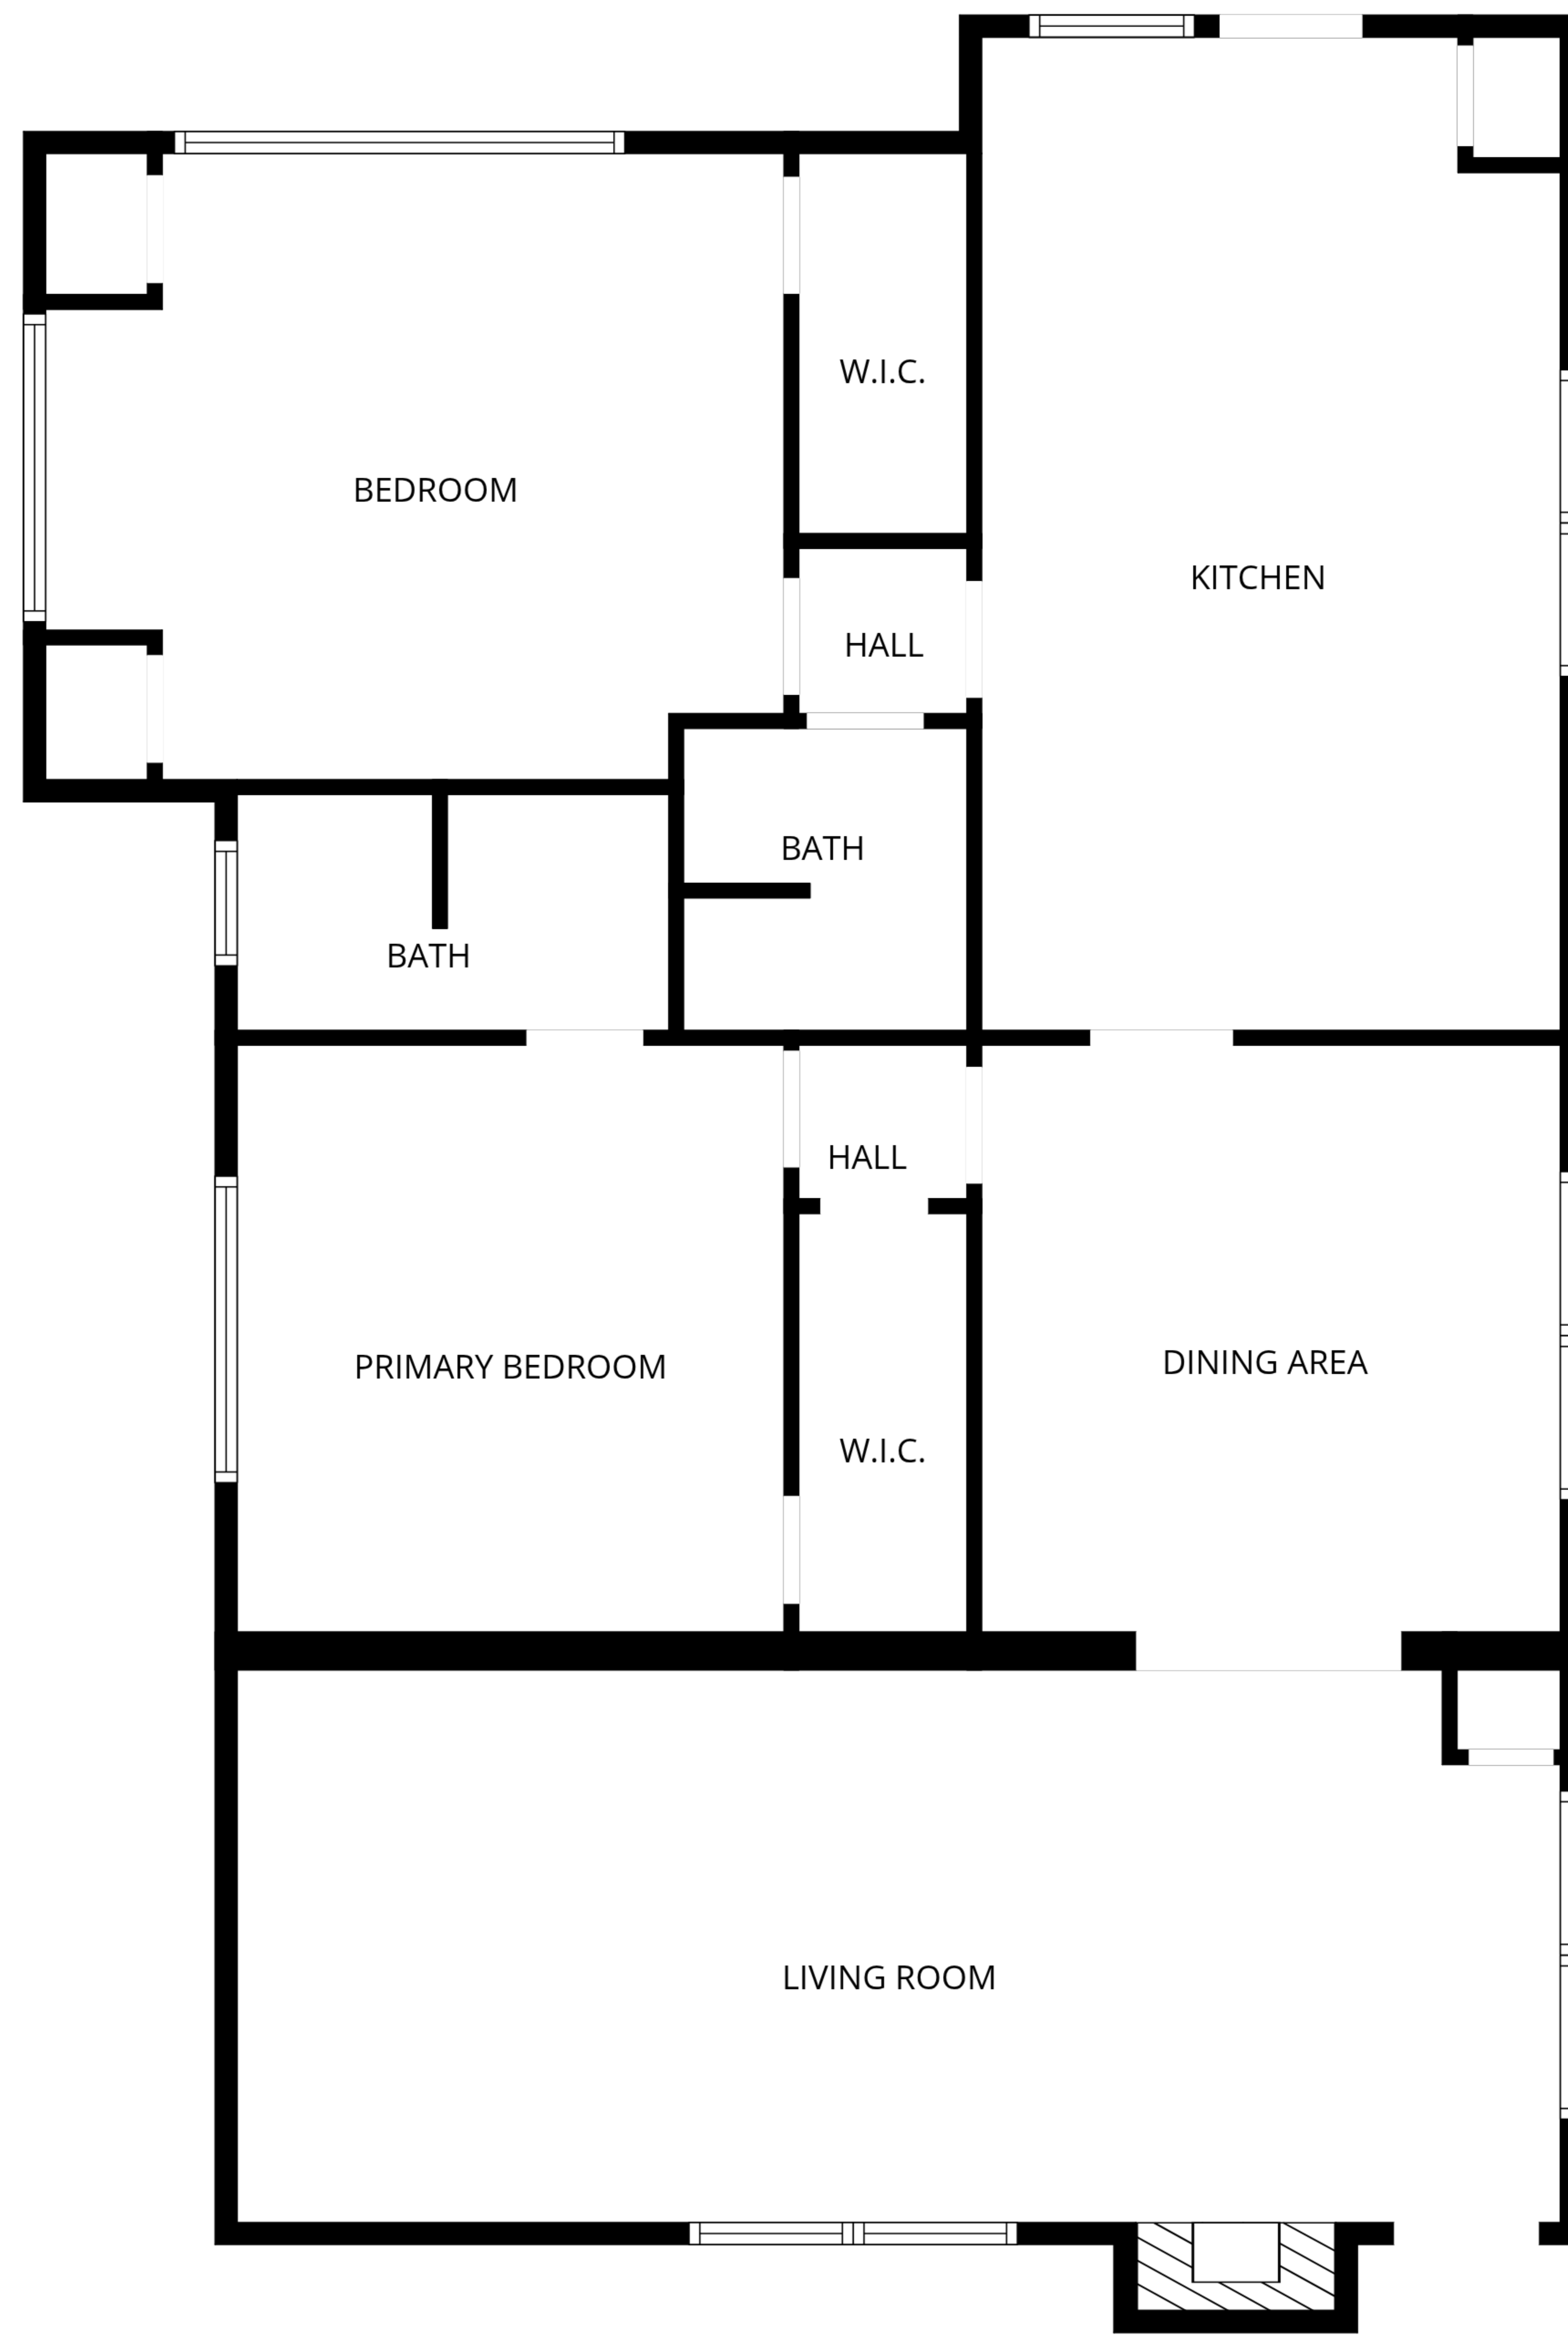 W.I.C.
BEDROOM
KITCHEN
HALL
BATH
BATH
HALL
PRIMARY BEDROOM
DINING AREA
W.I.C.
LIVING ROOM